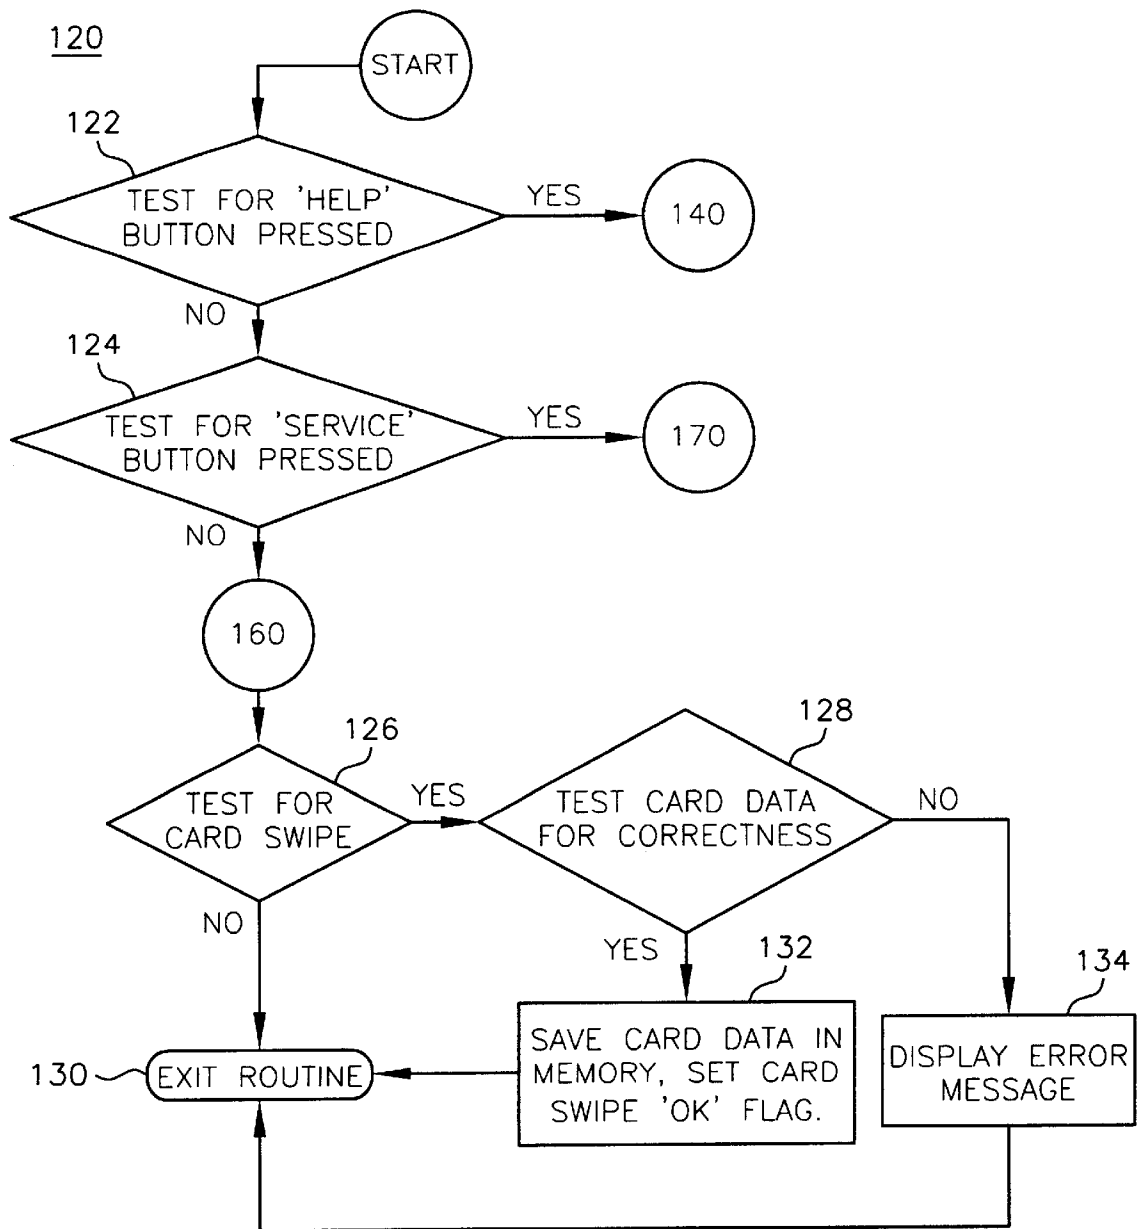 120
START
122
TEST FOR 'HELP'
BUTTON PRESSED
YES
140
NO
124
TEST FOR 'SERVICE'
BUTTON PRESSED
YES
170
NO
160
126
TEST FOR
CARD SWIPE
YES
128
TEST CARD DATA
FOR CORRECTNESS
NO
NO
YES
132
134
SAVE CARD DATA IN
MEMORY, SET CARD
SWIPE 'OK' FLAG.
DISPLAY ERROR
MESSAGE
130
EXIT ROUTINE